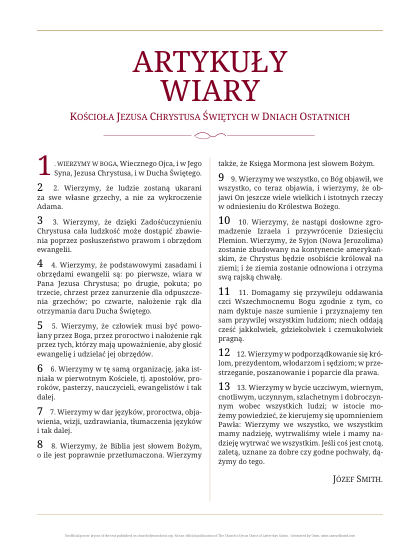 ARTYKUŁY
WIARY
Kościoła Jezusa Chrystusa Świętych w Dniach Ostatnich
1 . WIERZYMY W BOGA, Wiecznego Ojca, i w Jego
Syna, Jezusa Chrystusa, i w Ducha Świętego.
2 2. Wierzymy, że ludzie zostaną ukarani
za swe własne grzechy, a nie za wykroczenie
Adama.
3 3. Wierzymy, że dzięki Zadośćuczynieniu
Chrystusa cała ludzkość może dostąpić zbawie-
nia poprzez posłuszeństwo prawom i obrzędom
ewangelii.
4 4. Wierzymy, że podstawowymi zasadami i
obrzędami ewangelii są: po pierwsze, wiara w
Pana Jezusa Chrystusa; po drugie, pokuta; po
trzecie, chrzest przez zanurzenie dla odpuszcze-
nia grzechów; po czwarte, nałożenie rąk dla
otrzymania daru Ducha Świętego.
5 5. Wierzymy, że człowiek musi być powo-
łany przez Boga, przez proroctwo i nałożenie rąk
przez tych, którzy mają upoważnienie, aby głosić
ewangelię i udzielać jej obrzędów.
6 6. Wierzymy w tę samą organizację, jaka ist-
niała w pierwotnym Kościele, tj. apostołów, pro-
roków, pasterzy, nauczycieli, ewangelistów i tak
dalej.
7 7. Wierzymy w dar języków, proroctwa, obja-
wienia, wizji, uzdrawiania, tłumaczenia języków
i tak dalej.
8 8. Wierzymy, że Biblia jest słowem Bożym,
o ile jest poprawnie przetłumaczona. Wierzymy
także, że Księga Mormona jest słowem Bożym.
9 9. Wierzymy we wszystko, co Bóg objawił, we
wszystko, co teraz objawia, i wierzymy, że ob-
jawi On jeszcze wiele wielkich i istotnych rzeczy
w odniesieniu do Królestwa Bożego.
10 10. Wierzymy, że nastąpi dosłowne zgro-
madzenie Izraela i przywrócenie Dziesięciu
Plemion. Wierzymy, że Syjon (Nowa Jerozolima)
zostanie zbudowany na kontynencie amerykań-
skim, że Chrystus będzie osobiście królował na
ziemi; i że ziemia zostanie odnowiona i otrzyma
swą rajską chwałę.
11 11. Domagamy się przywileju oddawania
czci Wszechmocnemu Bogu zgodnie z tym, co
nam dyktuje nasze sumienie i przyznajemy ten
sam przywilej wszystkim ludziom; niech oddają
cześć jakkolwiek, gdziekolwiek i czemukolwiek
pragną.
12 12. Wierzymy w podporządkowanie się kró-
lom, prezydentom, władzarom i sędziom; w prze-
strzeganie, poszanowanie i poparcie dla prawa.
13 13. Wierzymy w bycie uczciwym, wiernym,
cnotliwym, uczynnym, szlachetnym i dobroczyn-
nym wobec wszystkich ludzi; w istocie mo-
żemy powiedzieć, że kierujemy się upomnieniem
Pawła: Wierzymy we wszystko, we wszystkim
mamy nadzieję, wytrwaliśmy wiele i mamy na-
dzieję wytrwać we wszystkim. Jeśli coś jest cnotą,
zaletą, uznane za dobre czy godne pochwały, dą-
żymy do tego.
Józef Smith.